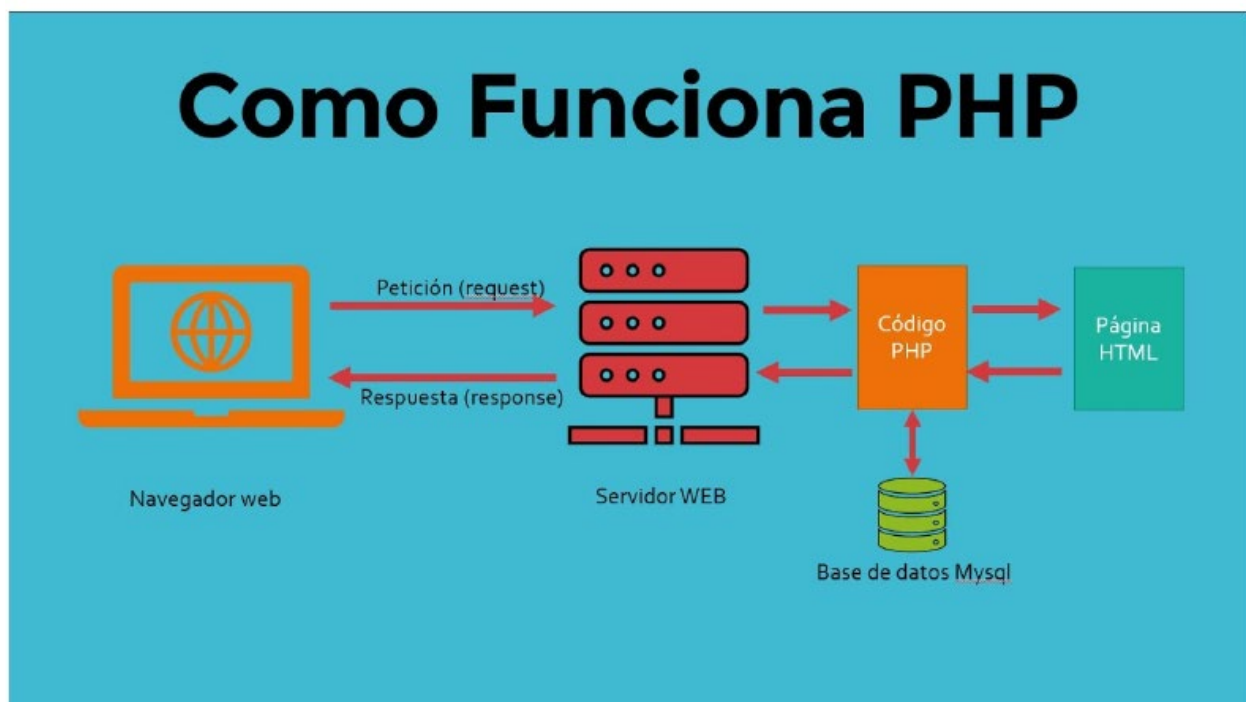 Como Funciona PHP
Petición (request)
Respuesta (response)
Código
PHP
Página
HTML
Navegador web
Servidor WEB
Base de datos Mysql